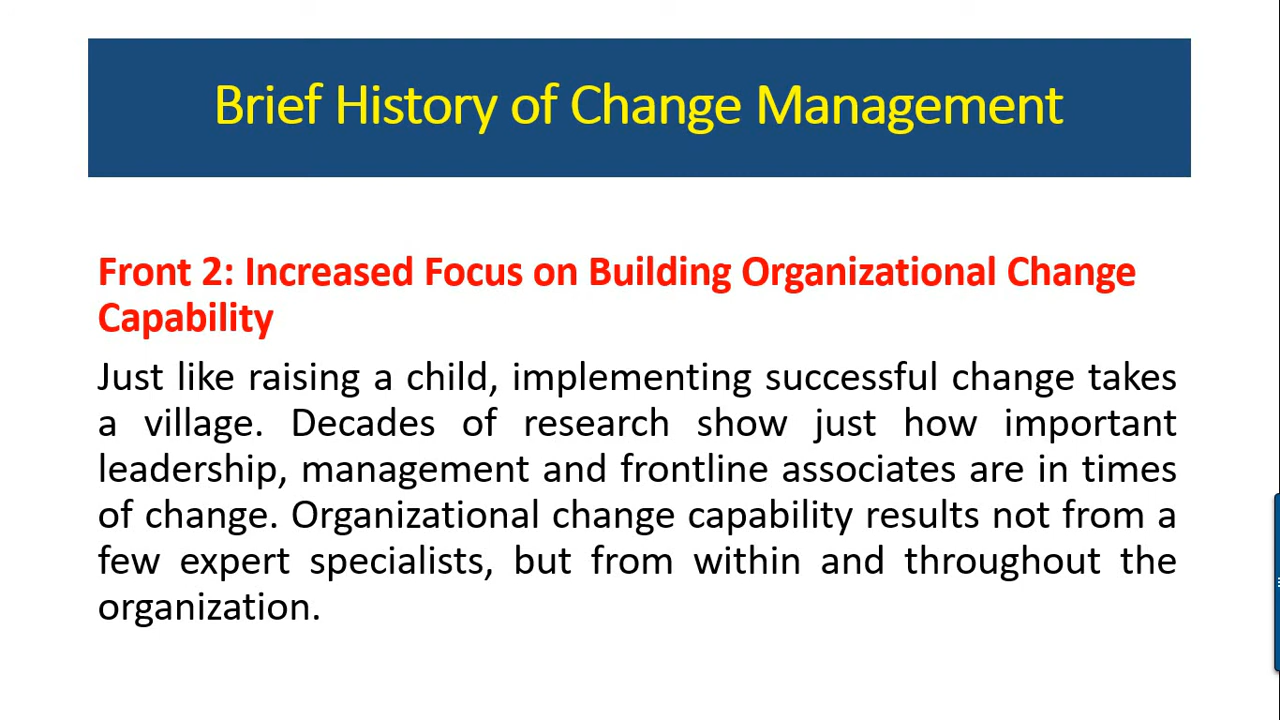 Brief History of Change Management
Front 2: Increased Focus on Building Organizational Change
Capability
Just like raising a child, implementing successful change takes
a village. Decades of research show just how important
leadership, management and frontline associates are in times
of change. Organizational change capability results not from a
few expert specialists, but from within and throughout the
organization.